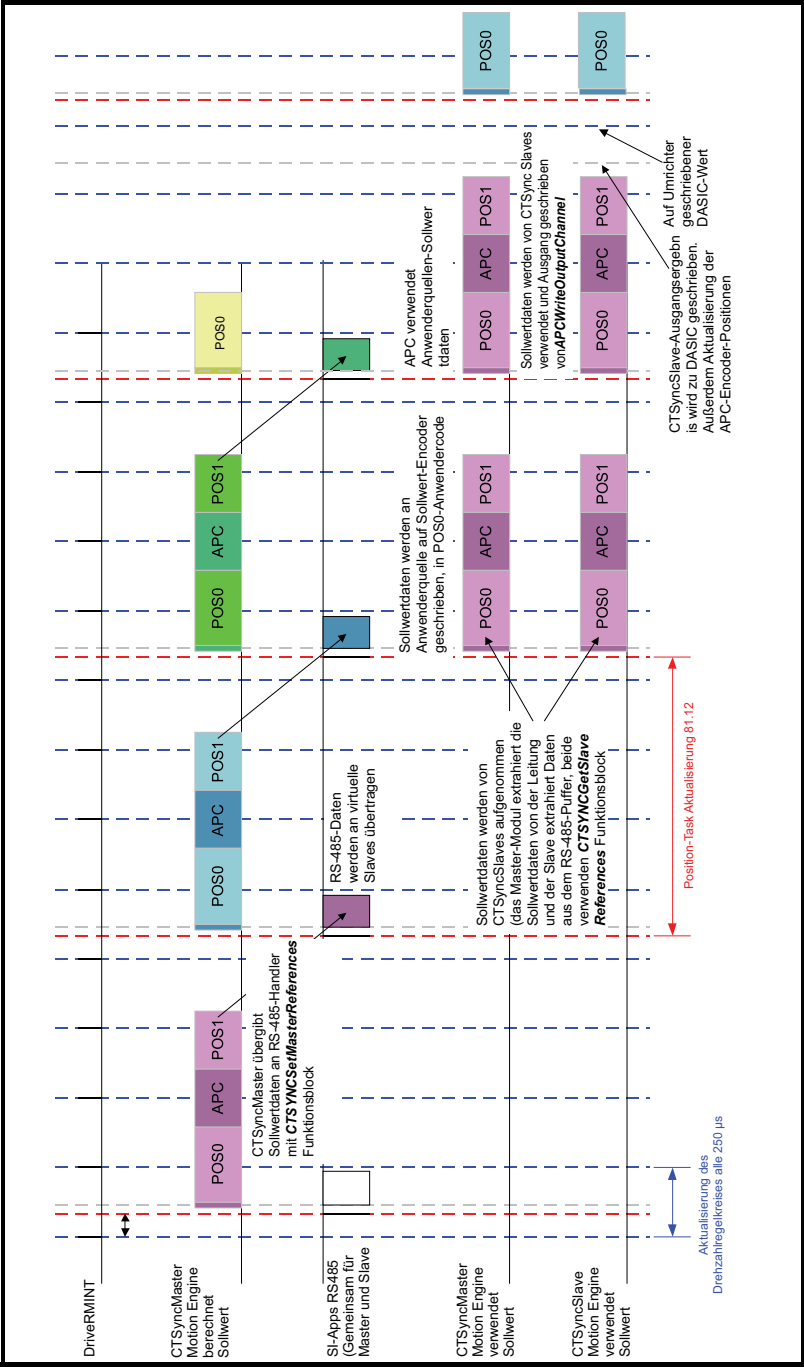 DriveRMINT
CTSyncMaster
Motion Engine
berechnet
Sollwert
POS0
APC
POS1
POS0
APC
POS1
POS0
APC
POS1
POS0
CTSyncMaster übergibt
Sollwertdaten an RS-485-Handler
mit CTSYNCSetMasterReferences
Funktionsblock
SI-Apps RS485
(Gemeinsam für
Master und Slave
RS-485-Daten
werden an virtuelle
Slaves übertragen
Sollwertdaten werden an
Anwenderquelle auf Sollwert-Encoder
geschrieben, in POS0-Anwendercode
APC verwendet
Anwenderquellen-Sollwer
tdaten
CTSyncMaster
Motion Engine
verwendet
Sollwert
Sollwertdaten werden von
CTSyncSlaves aufgenommen
(das Master-Modul extrahiert die
Sollwertdaten von der Leitung
und der Slave extrahiert Daten
aus dem RS-485-Puffer, beide
verwenden CTSYNCGetSlave
References Funktionsblock
POS0
APC
POS1
POS0
APC
POS1
POS0
Sollwertdaten werden von CTSync Slaves
verwendet und Ausgang geschrieben
vonAPCWriteOutputChannel
CTSyncSlave
Motion Engine
verwendet
Sollwert
POS0
APC
POS1
POS0
APC
POS1
POS0
CTSyncSlave-Ausgangsergebn
is wird zu DASIC geschrieben.
Außerdem Aktualisierung der
APC-Encoder-Positionen
Auf Umrichter
geschriebener
DASIC-Wert
Aktualisierung des
Drehzahlregelkreises alle 250 µs
Position-Task Aktualisierung 81.12